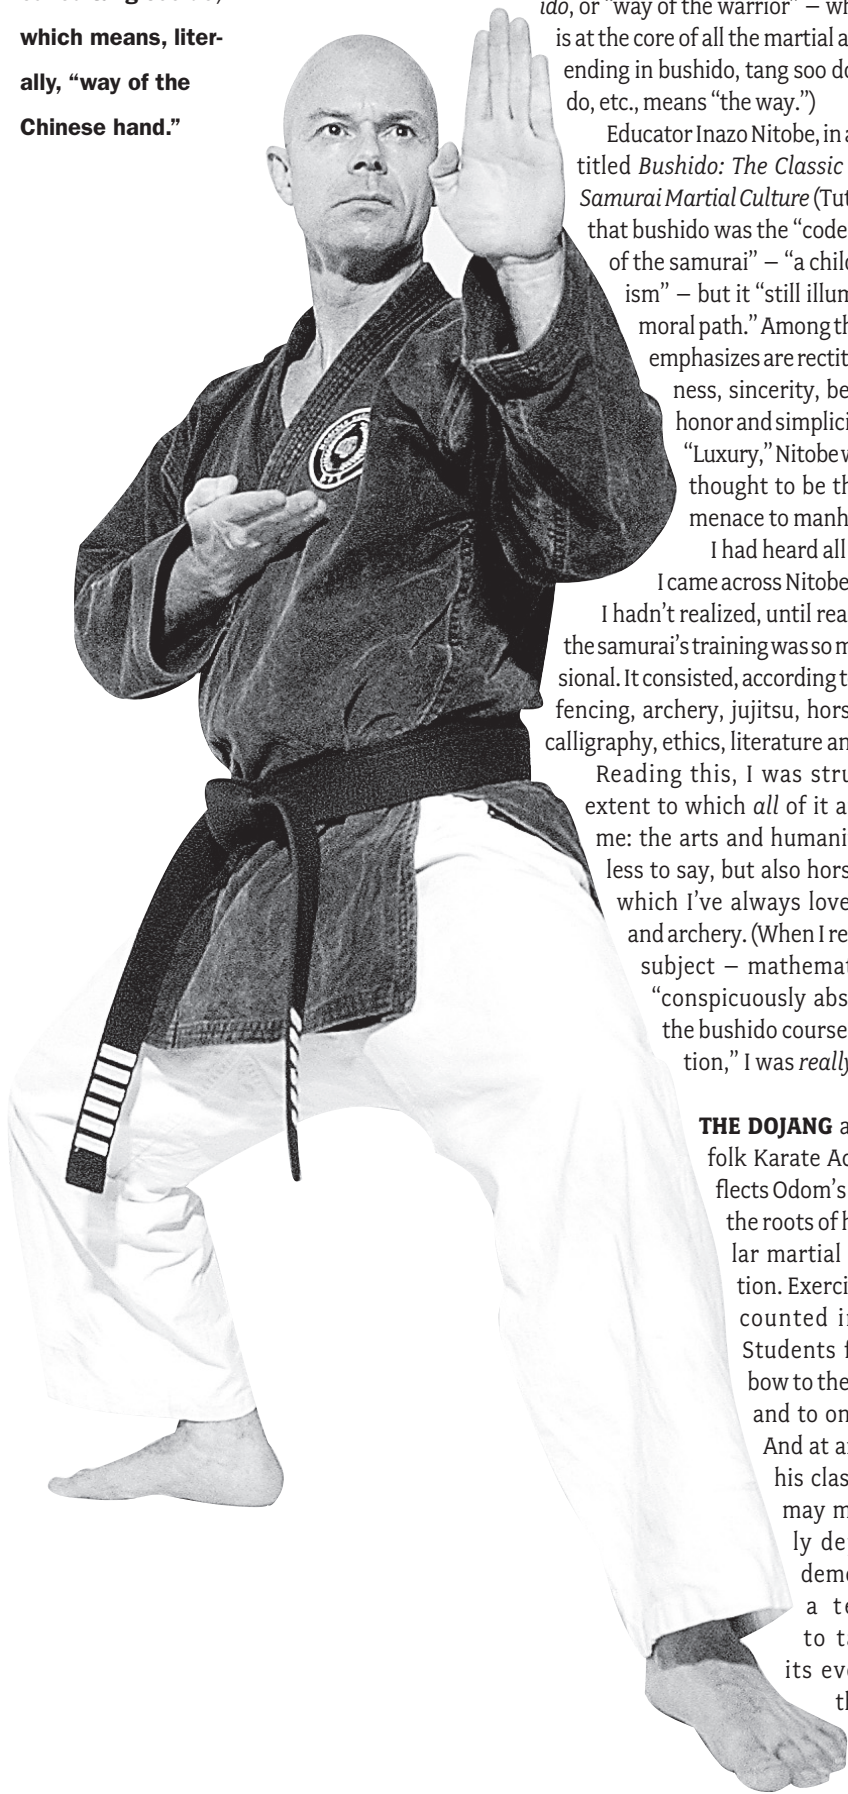 which means, liter-
ally, “way of the
Chinese hand.”
ido, or “way of the warrior” – wh
is at the core of all the martial a
ending in bushido, tang soo do
do, etc., means “the way.”)
Educator Inazo Nitobe, in a
titled Bushido: The Classic
Samurai Martial Culture (Tut
that bushido was the “code
of the samurai” – “a child
ism” – but it “still illum
moral path.” Among th
emphasizes are rectit
ness, sincerity, be
honor and simplici
“Luxury,” Nitobe w
thought to be th
menace to manh
I had heard all
I came across Nitobe
I hadn’t realized, until rea
the samurai’s training was so m
sional. It consisted, according t
fencing, archery, jujitsu, hors
calligraphy, ethics, literature an
Reading this, I was stru
extent to which all of it a
me: the arts and humani
less to say, but also hors
which I’ve always love
and archery. (When I re
subject – mathemat
“conspicuously abs
the bushido course
tion,” I was really
THE DOJANG a
folk Karate Ac
flects Odom’s
the roots of h
lar martial
tion. Exerci
counted i
Students f
bow to the
and to on
And at a
his clas
may m
ly de
demo
a te
to ta
its eve
th